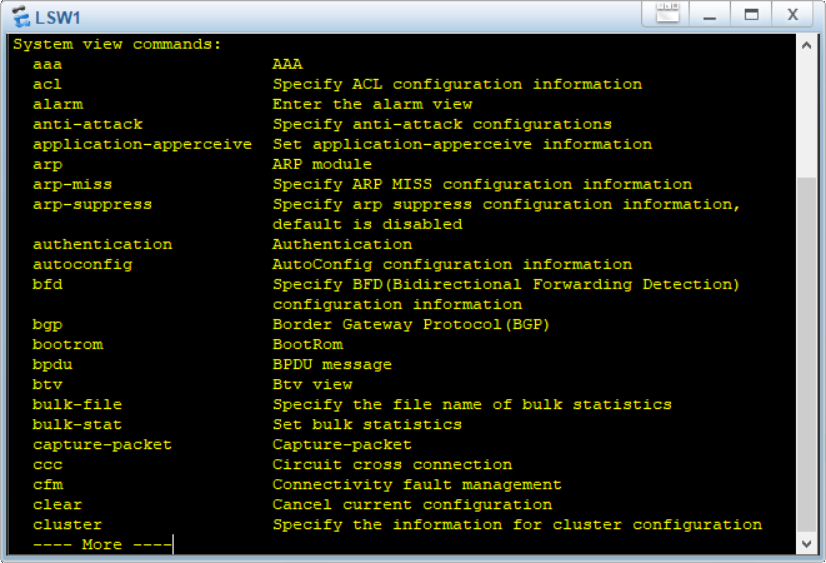 LSW1
System view commands:
aaa AAA
acl Specify ACL configuration information
alarm Enter the alarm view
anti-attack Specify anti-attack configurations
application-apperceive Set application-apperceive information
arp ARP module
arp-miss Specify ARP MISS configuration information
arp-suppress Specify arp suppress configuration information,
default is disabled
authentication Authentication
autoconfig AutoConfig configuration information
bfd Specify BFD(Bidirectional Forwarding Detection)
configuration information
bgp Border Gateway Protocol(BGP)
bootrom BootRom
bpdu BPDU message
btv Btv view
bulk-file Specify the file name of bulk statistics
bulk-stat Set bulk statistics
capture-packet Capture-packet
ccc Circuit cross connection
cfm Connectivity fault management
clear Cancel current configuration
cluster Specify the information for cluster configuration
---- More ----